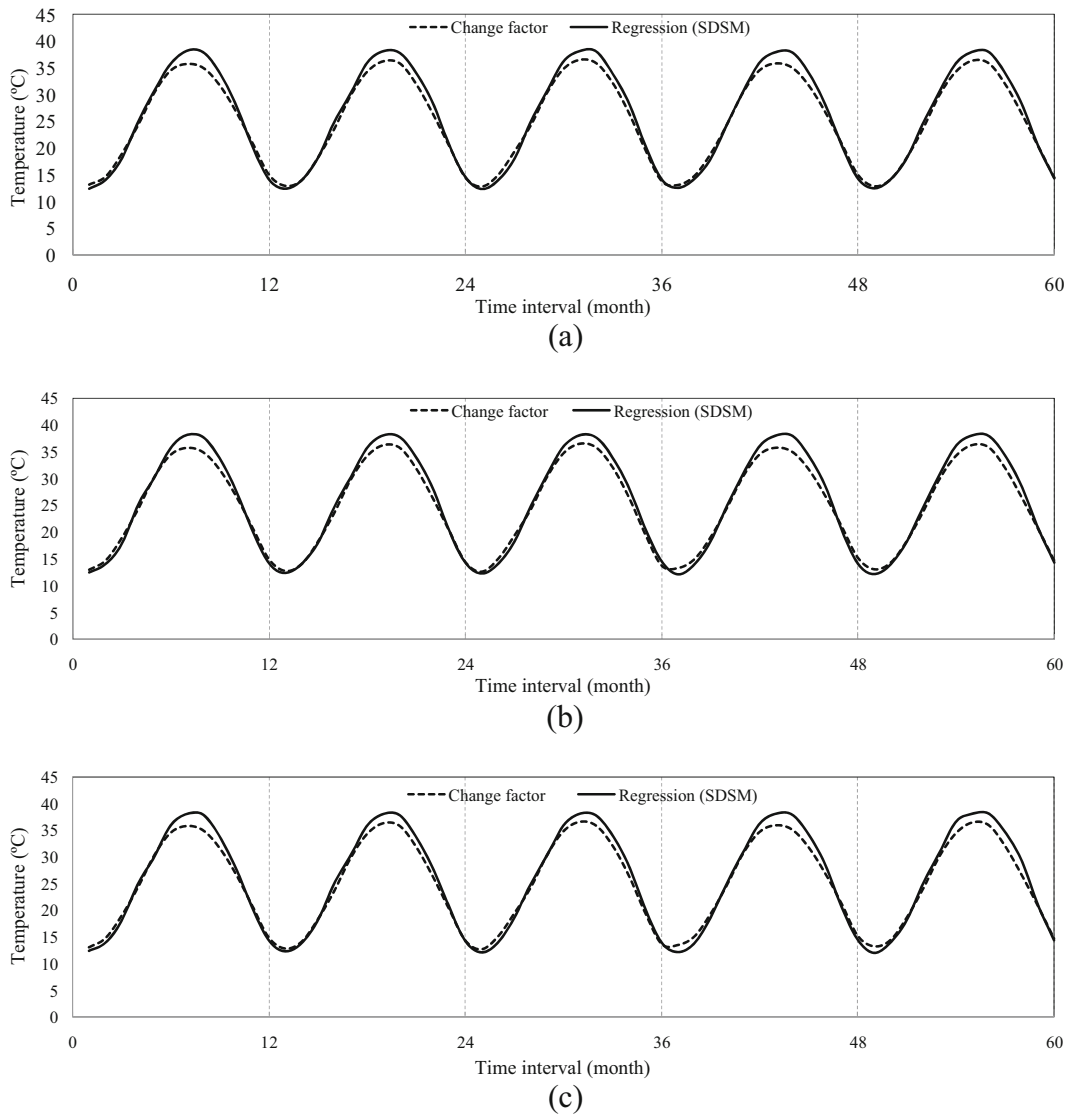 45
40
35
30
25
20
15
10
5
0
Temperature (ºC)
Change factor Regression (SDSM)
0 12 24 36 48 60
Time interval (month)
(a)
45
40
35
30
25
20
15
10
5
0
Temperature (ºC)
Change factor Regression (SDSM)
0 12 24 36 48 60
Time interval (month)
(b)
45
40
35
30
25
20
15
10
5
0
Temperature (ºC)
Change factor Regression (SDSM)
0 12 24 36 48 60
Time interval (month)
(c)